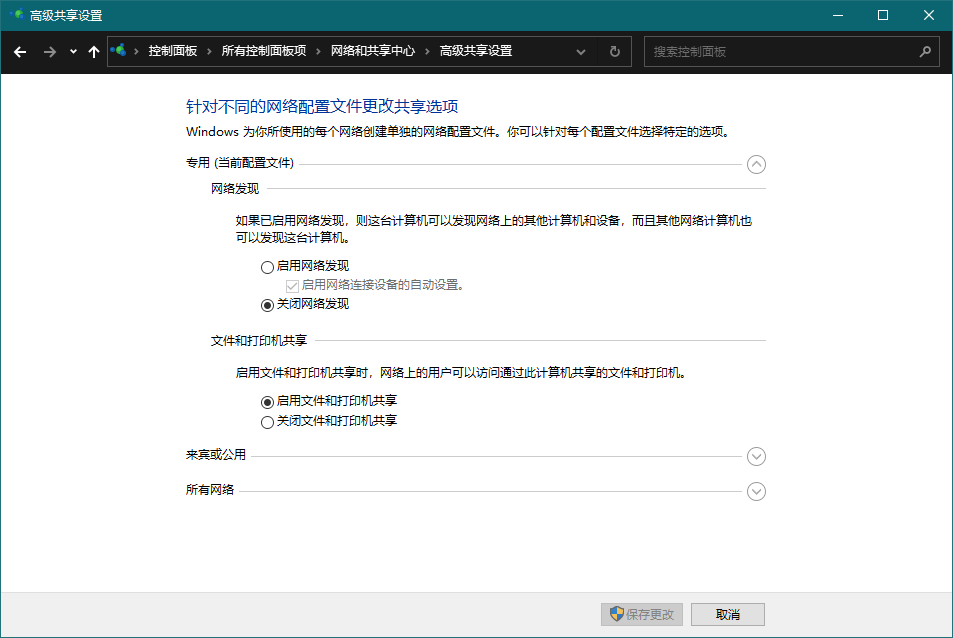 高级共享设置
控制面板 › 所有控制面板项 › 网络和共享中心 › 高级共享设置
搜索控制面板
针对不同的网络配置文件更改共享选项
Windows 为你所使用的每个网络创建单独的网络配置文件。你可以针对每个配置文件选择特定的选项。
专用 (当前配置文件)
网络发现
如果已启用网络发现，则这台计算机可以发现网络上的其他计算机和设备，而且其他网络计算机也
可以发现这台计算机。
启用网络发现
启用网络连接设备的自动设置。
关闭网络发现
文件和打印机共享
启用文件和打印机共享时，网络上的用户可以访问通过此计算机共享的文件和打印机。
启用文件和打印机共享
关闭文件和打印机共享
来宾或公用
所有网络
保存更改
取消